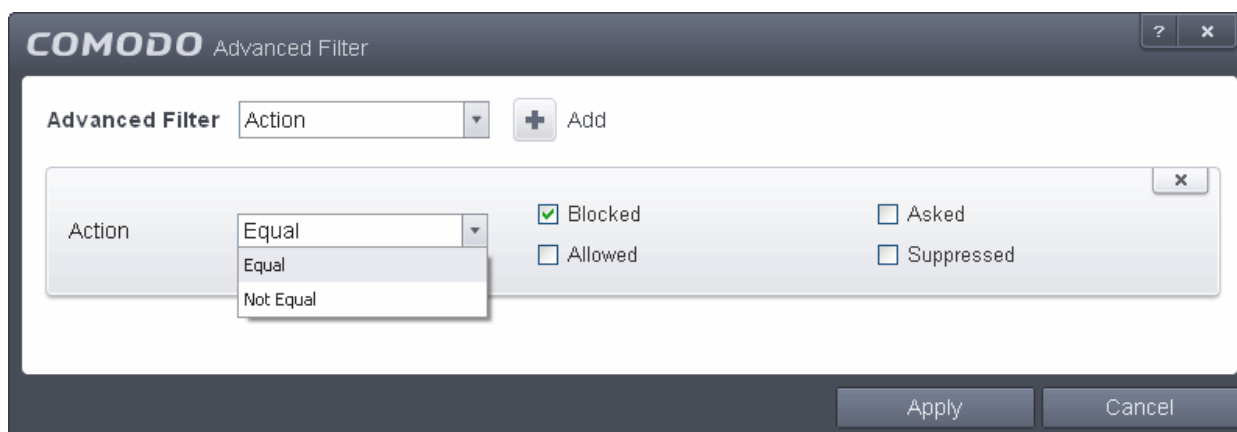 COMODO Advanced Filter ? ×
Advanced Filter Action + Add
×
Action Equal Blocked Asked
Allowed Suppressed
Equal
Not Equal
Apply Cancel